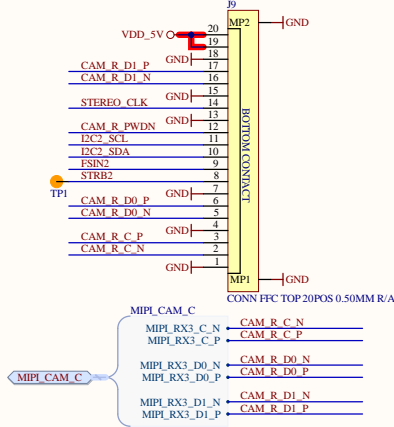 J9
MP2
GND
VDD_5V
20
19
GND
18
CAM_R_D1_P
17
CAM_R_D1_N
16
GND
15
STEREO_CLK
14
GND
13
CAM_R_PWDN
12
I2C2_SCL
11
I2C2_SDA
10
FSIN2
9
STRB2
8
TP1
GND
7
CAM_R_D0_P
6
CAM_R_D0_N
5
GND
4
CAM_R_C_P
3
CAM_R_C_N
2
GND
1
BOTTOM CONTACT
MP1
GND
CONN FFC TOP 20POS 0.50MM R/A
MIPI_CAM_C
MIPI_CAM_C
MIPI_RX3_C_N CAM_R_C_N
MIPI_RX3_C_P CAM_R_C_P
MIPI_RX3_D0_N CAM_R_D0_N
MIPI_RX3_D0_P CAM_R_D0_P
MIPI_RX3_D1_N CAM_R_D1_N
MIPI_RX3_D1_P CAM_R_D1_P